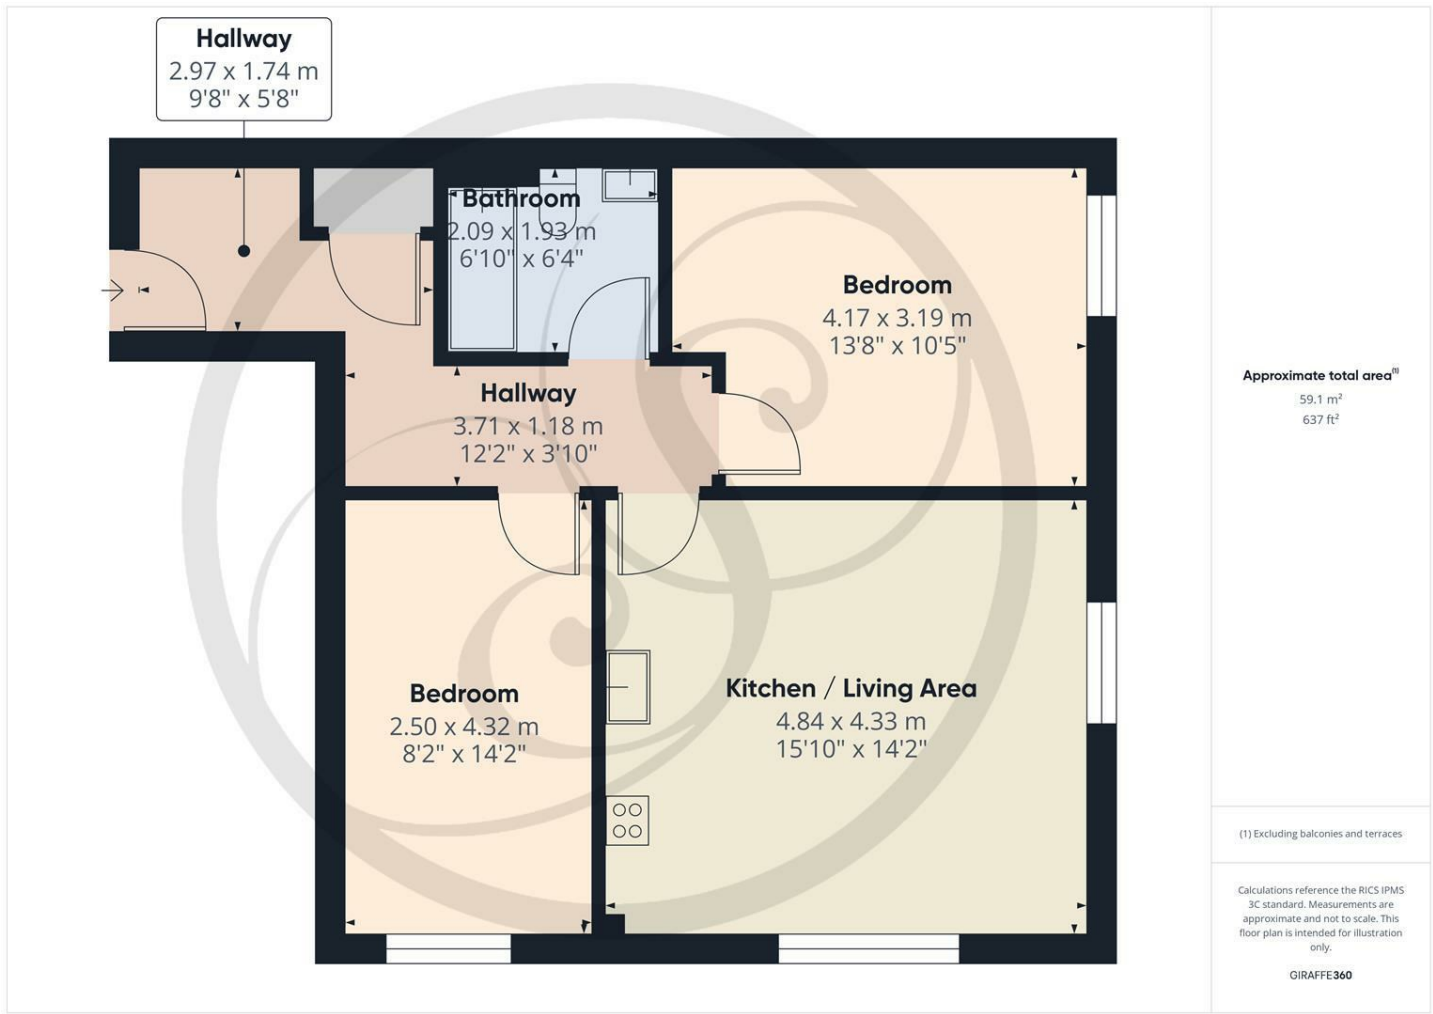 Hallway
2.97 x 1.74 m
9'8" x 5'8"
Bathroom
2.09 x 1.93 m
6'10" x 6'4"
Bedroom
4.17 x 3.19 m
13'8" x 10'5"
Hallway
3.71 x 1.18 m
12'2" x 3'10"
Bedroom
2.50 x 4.32 m
8'2" x 14'2"
Kitchen / Living Area
4.84 x 4.33 m
15'10" x 14'2"
Approximate total area(1)
59.1 m²
637 ft²
(1) Excluding balconies and terraces
Calculations reference the RICS IPMS
3C standard. Measurements are
approximate and not to scale. This
floor plan is intended for illustration
only.
GIRAFFE360